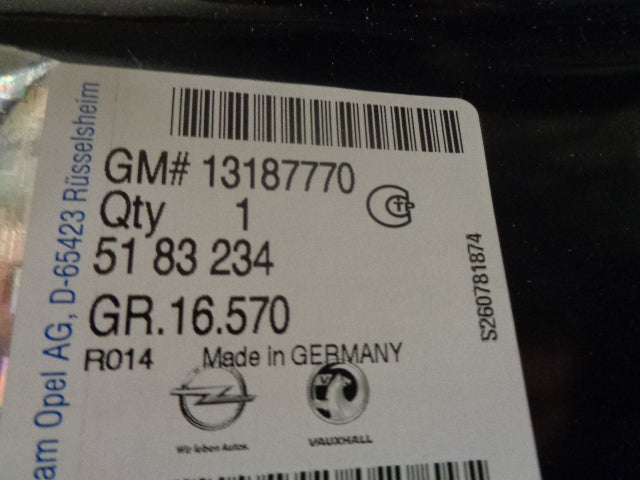 GM# 13187770
Qty 1
51 83 234
GR.16.570
R014 Made in GERMANY
Wir leben Autos.
VAUXHALL
S260781874
am Opel AG, D-65423 Rüsselsheim